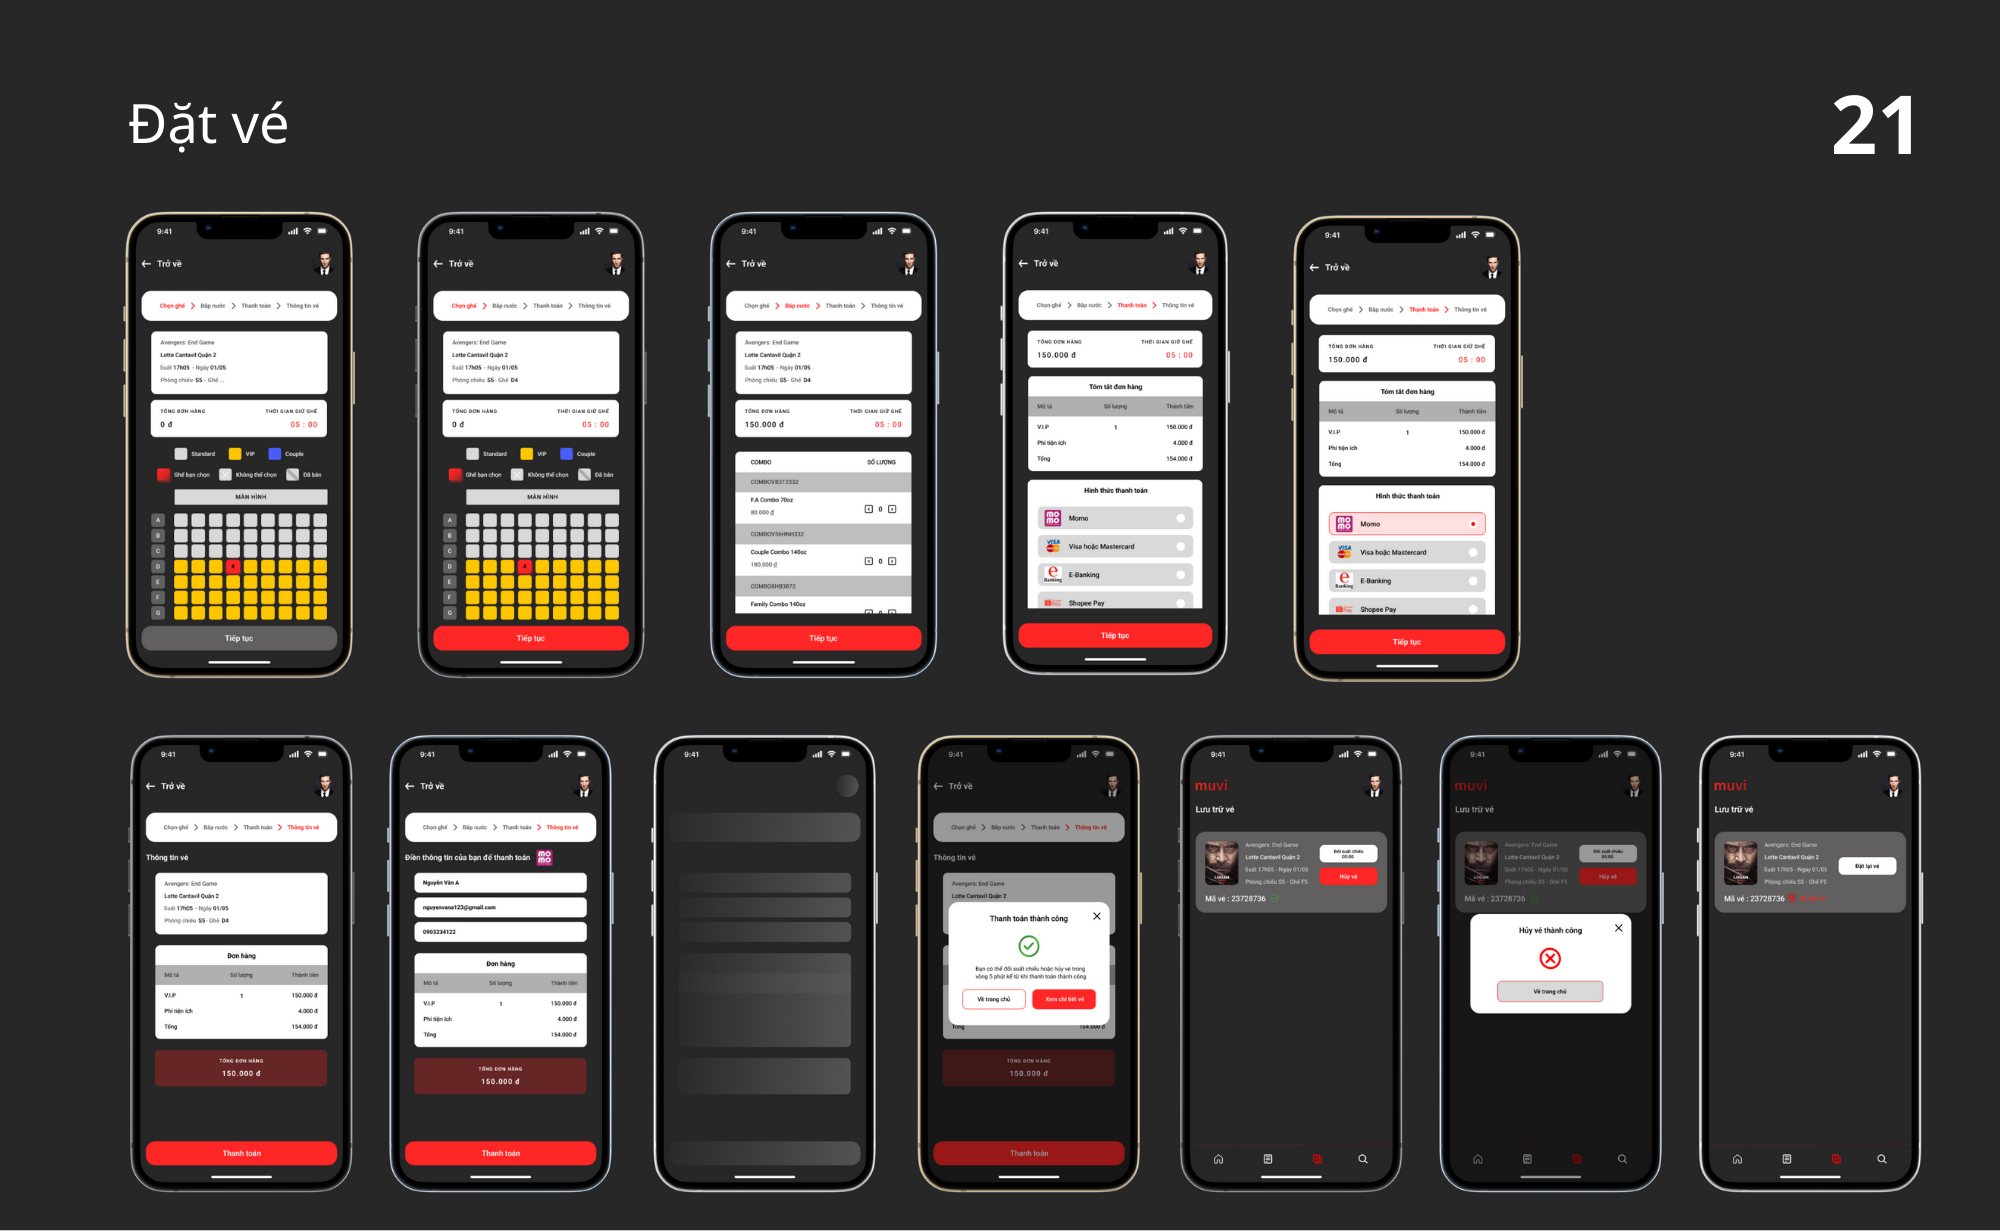 Đặt vé
21
9:41
Trở về
Chọn ghế
Bắp nước
Thanh toán
Thông tin vé
Avengers: End Game
Lotte Cantavil Quận 2
Suất 17h05 - Ngày 01/05
Phòng chiếu S5 - Ghế ...
TỔNG ĐƠN HÀNG
THỜI GIAN GIỮ GHẾ
0 đ
05 : 00
Standard
VIP
Couple
Ghế bạn chọn
Không thể chọn
Đã bán
MÀN HÌNH
A
B
C
D
4
E
F
G
Tiếp tục
9:41
Trở về
Chọn ghế
Bắp nước
Thanh toán
Thông tin vé
Avengers: End Game
Lotte Cantavil Quận 2
Suất 17h05 - Ngày 01/05
Phòng chiếu S5 - Ghế D4
TỔNG ĐƠN HÀNG
THỜI GIAN GIỮ GHẾ
0 đ
05 : 00
Standard
VIP
Couple
Ghế bạn chọn
Không thể chọn
Đã bán
MÀN HÌNH
A
B
C
D
4
E
F
G
Tiếp tục
9:41
Trở về
Chọn ghế
Bắp nước
Thanh toán
Thông tin vé
Avengers: End Game
Lotte Cantavil Quận 2
Suất 17h05 - Ngày 01/05
Phòng chiếu S5 - Ghế D4
TỔNG ĐƠN HÀNG
THỜI GIAN GIỮ GHẾ
150.000 đ
05 : 00
COMBO
SỐ LƯỢNG
COMBOV8312332
F.A Combo 70oz
80.000 đ
0
COMBOV56HNH332
Couple Combo 140oz
180.000 đ
0
COMBO8HB3872
Family Combo 140oz
Tiếp tục
9:41
Trở về
Chọn ghế
Bắp nước
Thanh toán
Thông tin vé
TỔNG ĐƠN HÀNG
THỜI GIAN GIỮ GHẾ
150.000 đ
05 : 00
Tóm tắt đơn hàng
Mô tả
Số lượng
Thành tiền
V.I.P
1
150.000 đ
Phí tiện ích
4.000 đ
Tổng
154.000 đ
Hình thức thanh toán
mo mo
Momo
VISA
Visa hoặc Mastercard
e Banking
E-Banking
Shopee Pay
Tiếp tục
9:41
Trở về
Chọn ghế
Bắp nước
Thanh toán
Thông tin vé
TỔNG ĐƠN HÀNG
THỜI GIAN GIỮ GHẾ
150.000 đ
05 : 00
Tóm tắt đơn hàng
Mô tả
Số lượng
Thành tiền
V.I.P
1
150.000 đ
Phí tiện ích
4.000 đ
Tổng
154.000 đ
Hình thức thanh toán
mo mo
Momo
VISA
Visa hoặc Mastercard
e Banking
E-Banking
Shopee Pay
Tiếp tục
9:41
Trở về
Chọn ghế
Bắp nước
Thanh toán
Thông tin vé
Thông tin vé
Avengers: End Game
Lotte Cantavil Quận 2
Suất 17h05 - Ngày 01/05
Phòng chiếu S5 - Ghế D4
Đơn hàng
Mô tả
Số lượng
Thành tiền
V.I.P
1
150.000 đ
Phí tiện ích
4.000 đ
Tổng
154.000 đ
TỔNG ĐƠN HÀNG
150.000 đ
Thanh toán
9:41
Trở về
Chọn ghế
Bắp nước
Thanh toán
Thông tin vé
Điền thông tin của bạn để thanh toán
mo mo
Nguyễn Văn A
nguyenvana123@gmail.com
0903234122
Đơn hàng
Mô tả
Số lượng
Thành tiền
V.I.P
1
150.000 đ
Phí tiện ích
4.000 đ
Tổng
154.000 đ
TỔNG ĐƠN HÀNG
150.000 đ
Thanh toán
9:41
9:41
Trở về
Chọn ghế
Bắp nước
Thanh toán
Thông tin vé
Thông tin vé
Avengers: End Game
Lotte Cantavil Quận 2
Thanh toán thành công
Bạn có thể đổi suất chiếu hoặc hủy vé trong
vòng 5 phút kể từ khi thanh toán thành công
Về trang chủ
Xem chi tiết vé
Tổng
154.000 đ
TỔNG ĐƠN HÀNG
150.000 đ
Thanh toán
9:41
muvi
Lưu trữ vé
LOGAN
Avengers: End Game
Lotte Cantavil Quận 2
Suất 17h05 - Ngày 01/05
Phòng chiếu S5 - Ghế F5
Đổi suất chiếu
05:00
Hủy vé
Mã vé : 23728736
9:41
muvi
Lưu trữ vé
LOGAN
Avengers: End Game
Lotte Cantavil Quận 2
Suất 17h05 - Ngày 01/05
Phòng chiếu S5 - Ghế F5
Đổi suất chiếu
05:00
Hủy vé
Mã vé : 23728736
Hủy vé thành công
Về trang chủ
9:41
muvi
Lưu trữ vé
LOGAN
Avengers: End Game
Lotte Cantavil Quận 2
Suất 17h05 - Ngày 01/05
Phòng chiếu S5 - Ghế F5
Đặt lại vé
Mã vé : 23728736